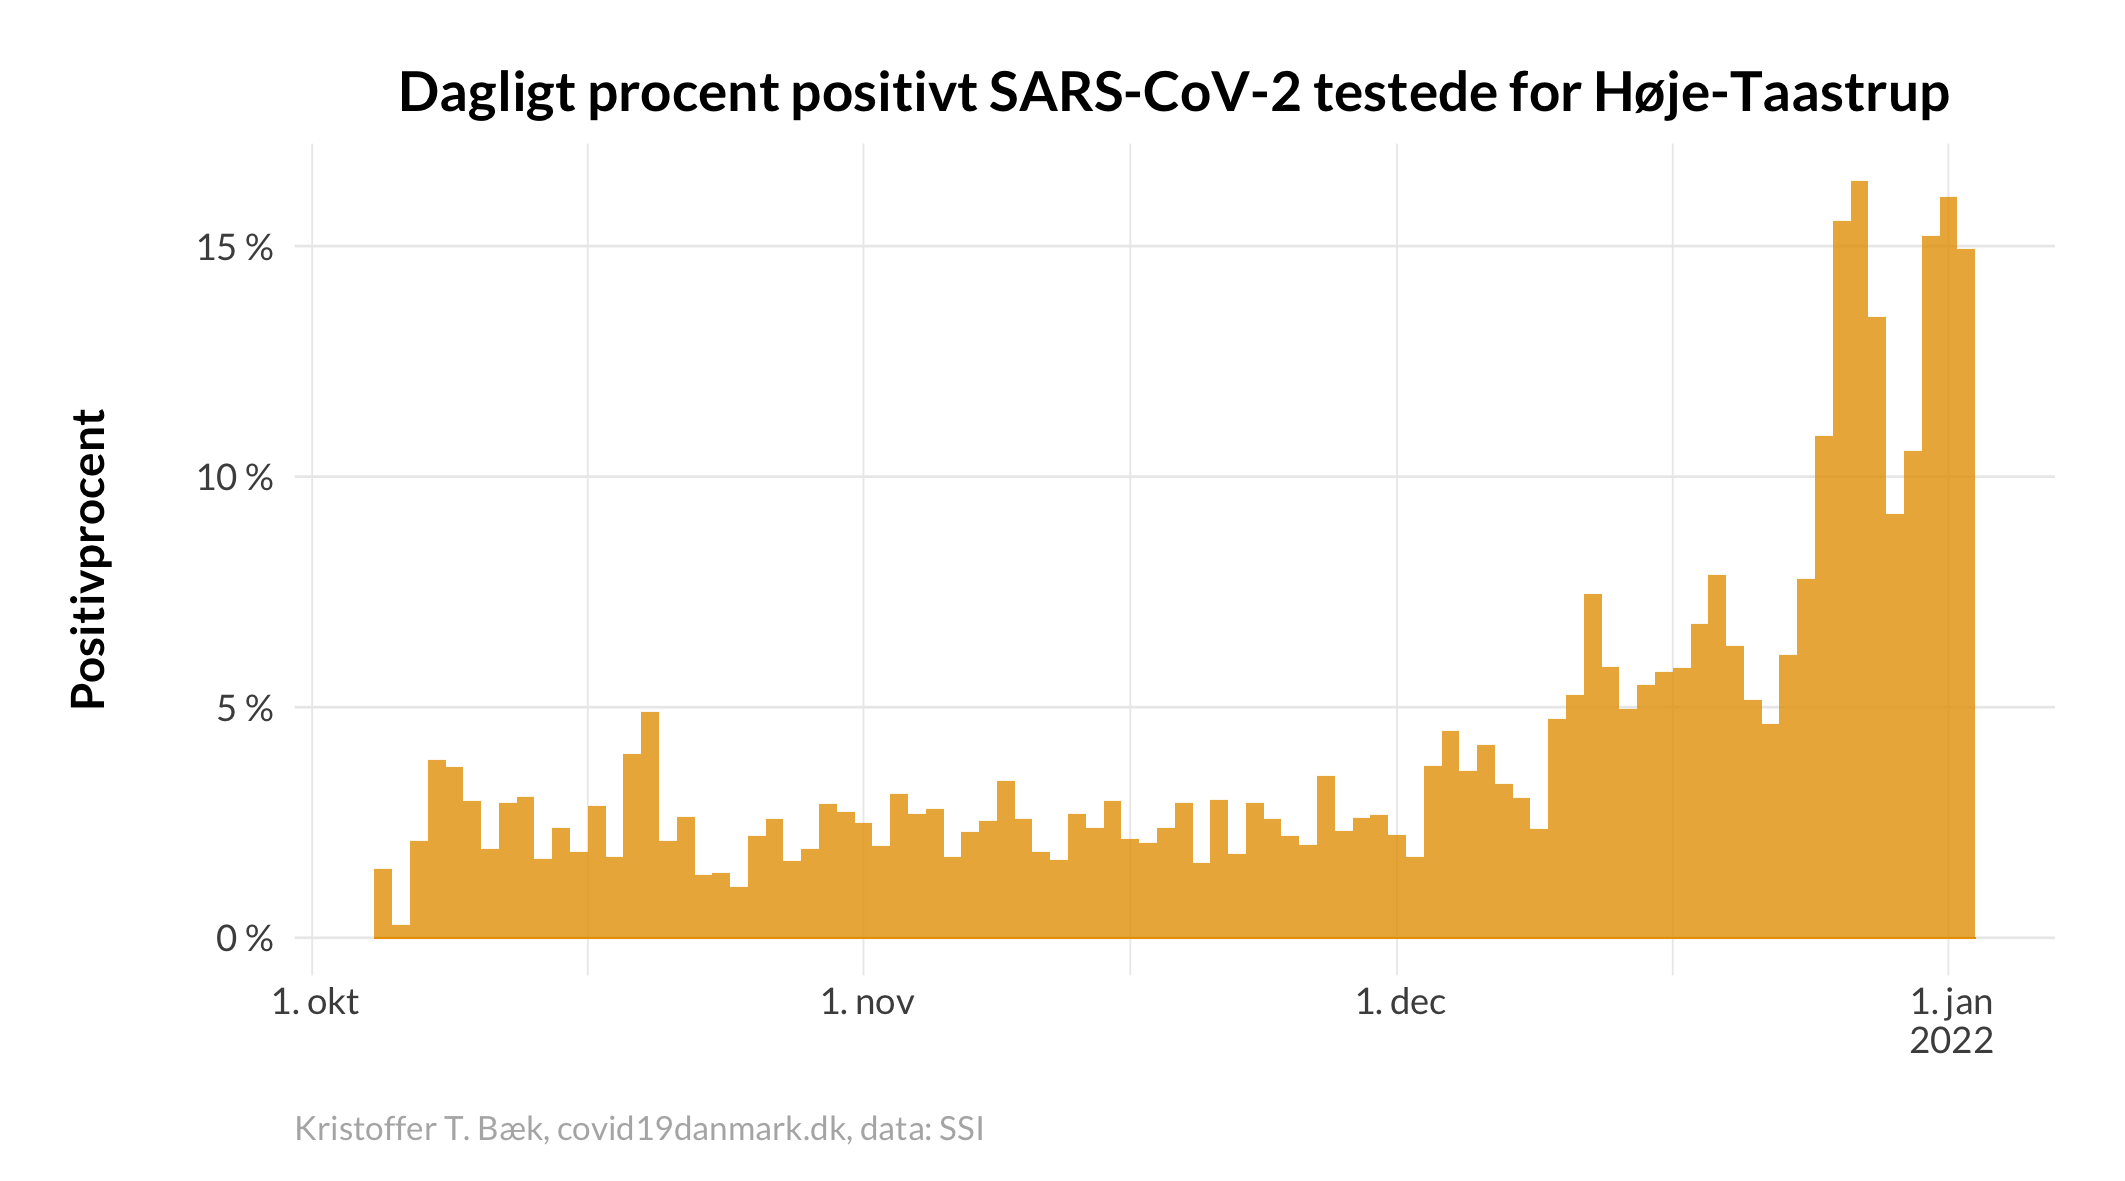 Dagligt procent positivt SARS-CoV-2 testede for Høje-Taastrup
Positivprocent
15 %
10 %
5 %
0 %
1. okt
1. nov
1. dec
1. jan
2022
Kristoffer T. Bæk, covid19danmark.dk, data: SSI